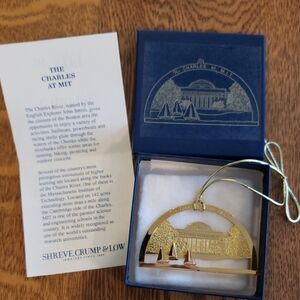 THE
CHARLES
AT MIT
The Charles River, named by the
English Explorer John Smith, gives
the citizens of the Boston area the
opportunity to enjoy a variety of
activities. Sailboats, powerboats and
racing shells glide through the
waters of the Charles while the
riverbanks offer scenic areas for
running, biking, picnicing and
outdoor concerts.
Several of the country's most
prestigious institutions of higher
learning are located along the banks
of the Charles River. One of these is
the Massachusetts Institute of
Technology. Located on 142 acres
extending more than a mile along
the Cambridge side of the Charles,
MIT is one of the premier science
and engineering schools in the
country. It is widely recognized as
one of the world's outstanding
research universities.
SHREVE, CRUMP & LOW
JEWELLERS SINCE 1800
The CHARLES At M.I.T.